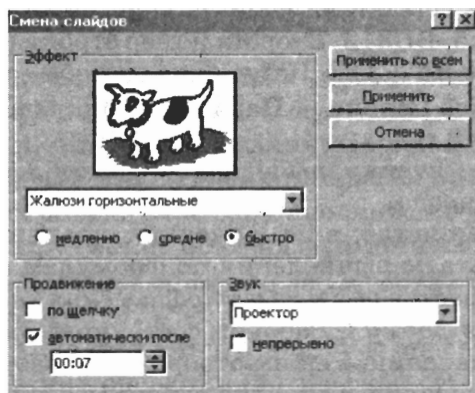 Смена слайдов
Эффект
Применить ко всем
Применить
Отмена
Жалюзи горизонтальные
медленно средне быстро
Продвижение
по щелчку
автоматически после
00:07
Звук
Проектор
непрерывно